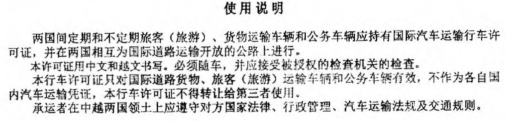 使用说明
两国间定期和不定期旅客（旅游）、货物运输车辆和公务车辆应持有国际汽车运输行车许
可证，并在两国相互为国际道路运输开放的公路上进行。
本许可证用中文和越文书写。必须随车，并应接受被授权的检查机关的检查。
本行车许可证只对国际道路货物、旅客（旅游）运输车辆和公务车辆有效，不作为各自国
内汽车运输凭证，本行车许可证不得转让给第三者使用。
承运者在中越两国领土上应遵守对方国家法律、行政管理、汽车运输法规及交通规则。